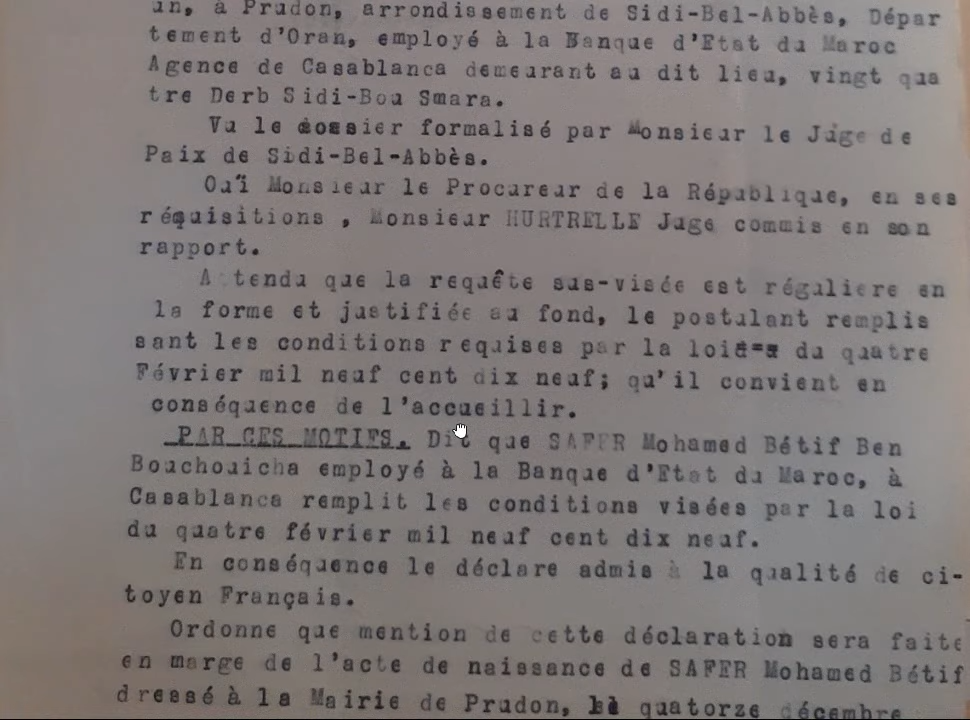 un, à Prudon, arrondissement de Sidi-Bel-Abbès, Dépar
tement d'Oran, employé à la Banque d'Etat du Maroc
Agence de Casablanca demeurant au dit lieu, vingt qua
tre Derb Sidi-Bou Smara.
Vu le dossier formalisé par Monsieur le Juge de
Paix de Sidi-Bel-Abbès.
Ouï Monsieur le Procureur de la République, en ses
réquisitions , Monsieur HURTRELLE Juge commis en son
rapport.
Attendu que la requête sus-visée est régulière en
la forme et justifiée au fond, le postulant remplis
sant les conditions requises par la loi du quatre
Février mil neuf cent dix neuf; qu'il convient en
conséquence de l'accueillir.
PAR CES MOTIFS. Dit que SAFER Mohamed Bétif Ben
Bouchouicha employé à la Banque d'Etat du Maroc, à
Casablanca remplit les conditions visées par la loi
du quatre février mil neuf cent dix neuf.
En conséquence le déclare admis à la qualité de ci-
toyen Français.
Ordonne que mention de cette déclaration sera faite
en marge de l'acte de naissance de SAFER Mohamed Bétif
dressé à la Mairie de Prudon, le quatorze décembre